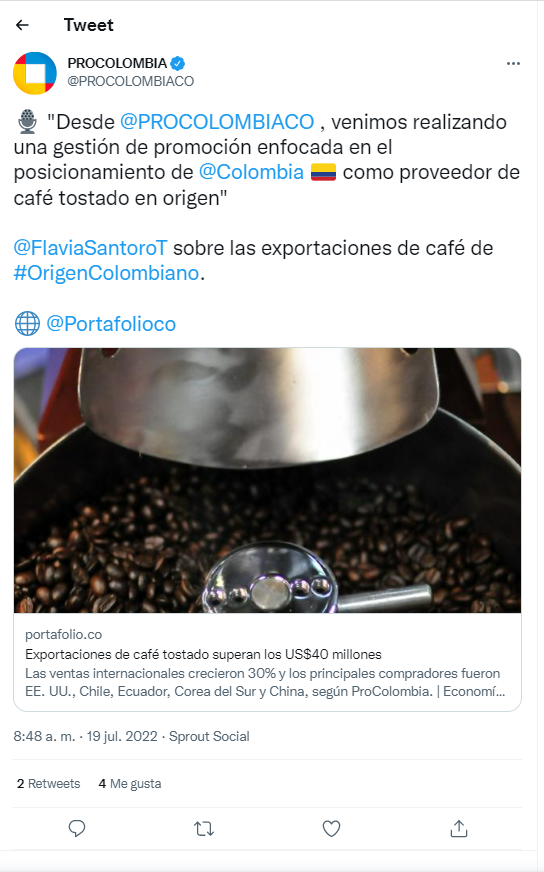 Tweet
PROCOLOMBIA
@PROCOLOMBIACO
"Desde @PROCOLOMBIACO , venimos realizando
una gestión de promoción enfocada en el
posicionamiento de @Colombia 🇨🇴 como proveedor de
café tostado en origen"
@FlaviaSantoroT sobre las exportaciones de café de
#OrigenColombiano.
@Portafolioco
portafolio.co
Exportaciones de café tostado superan los US$40 millones
Las ventas internacionales crecieron 30% y los principales compradores fueron
EE. UU., Chile, Ecuador, Corea del Sur y China, según ProColombia. | Economí...
8:48 a. m. · 19 jul. 2022 · Sprout Social
2 Retweets 4 Me gusta